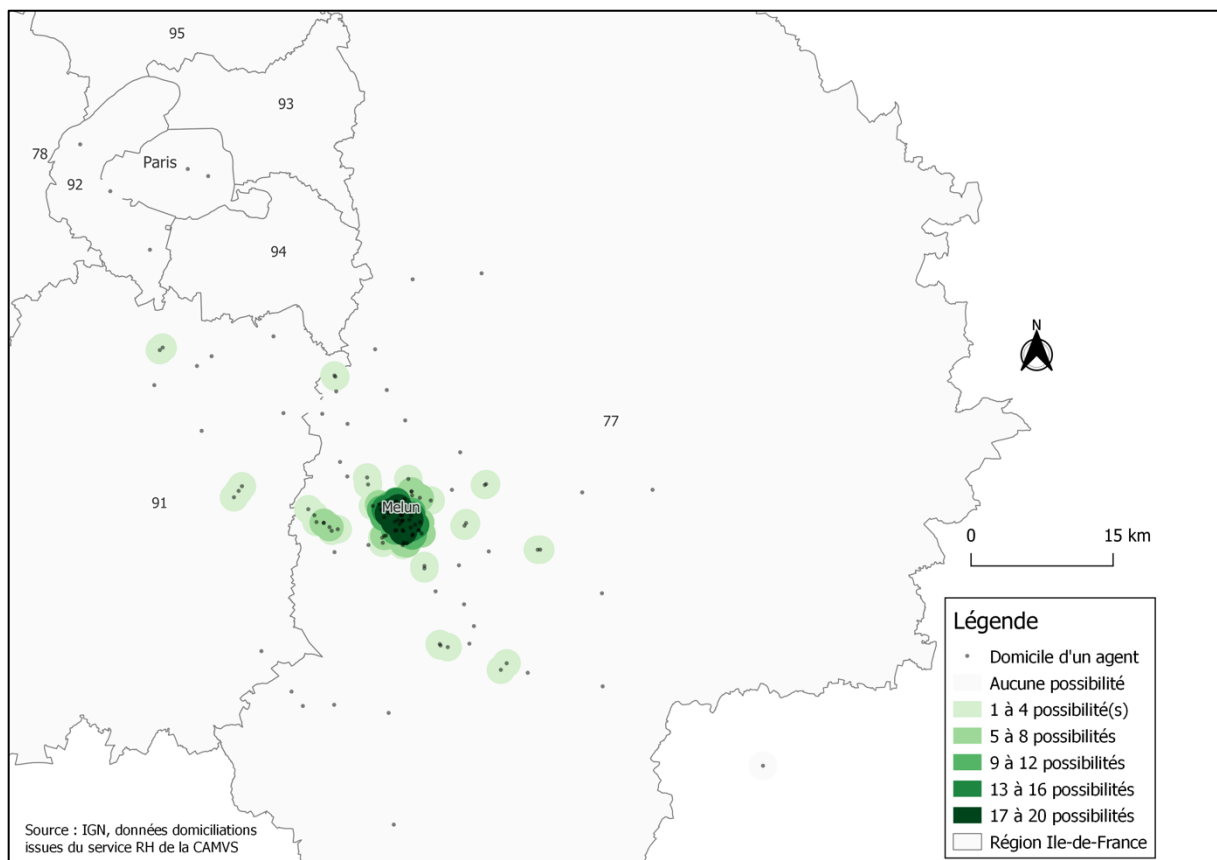 95
93
78
Paris
92
94
N
77
Melun
91
0 15 km
Légende
Domicile d'un agent
Aucune possibilité
1 à 4 possibilité(s)
5 à 8 possibilités
9 à 12 possibilités
13 à 16 possibilités
17 à 20 possibilités
Région Ile-de-France
Source : IGN, données domiciliations
issues du service RH de la CAMVS